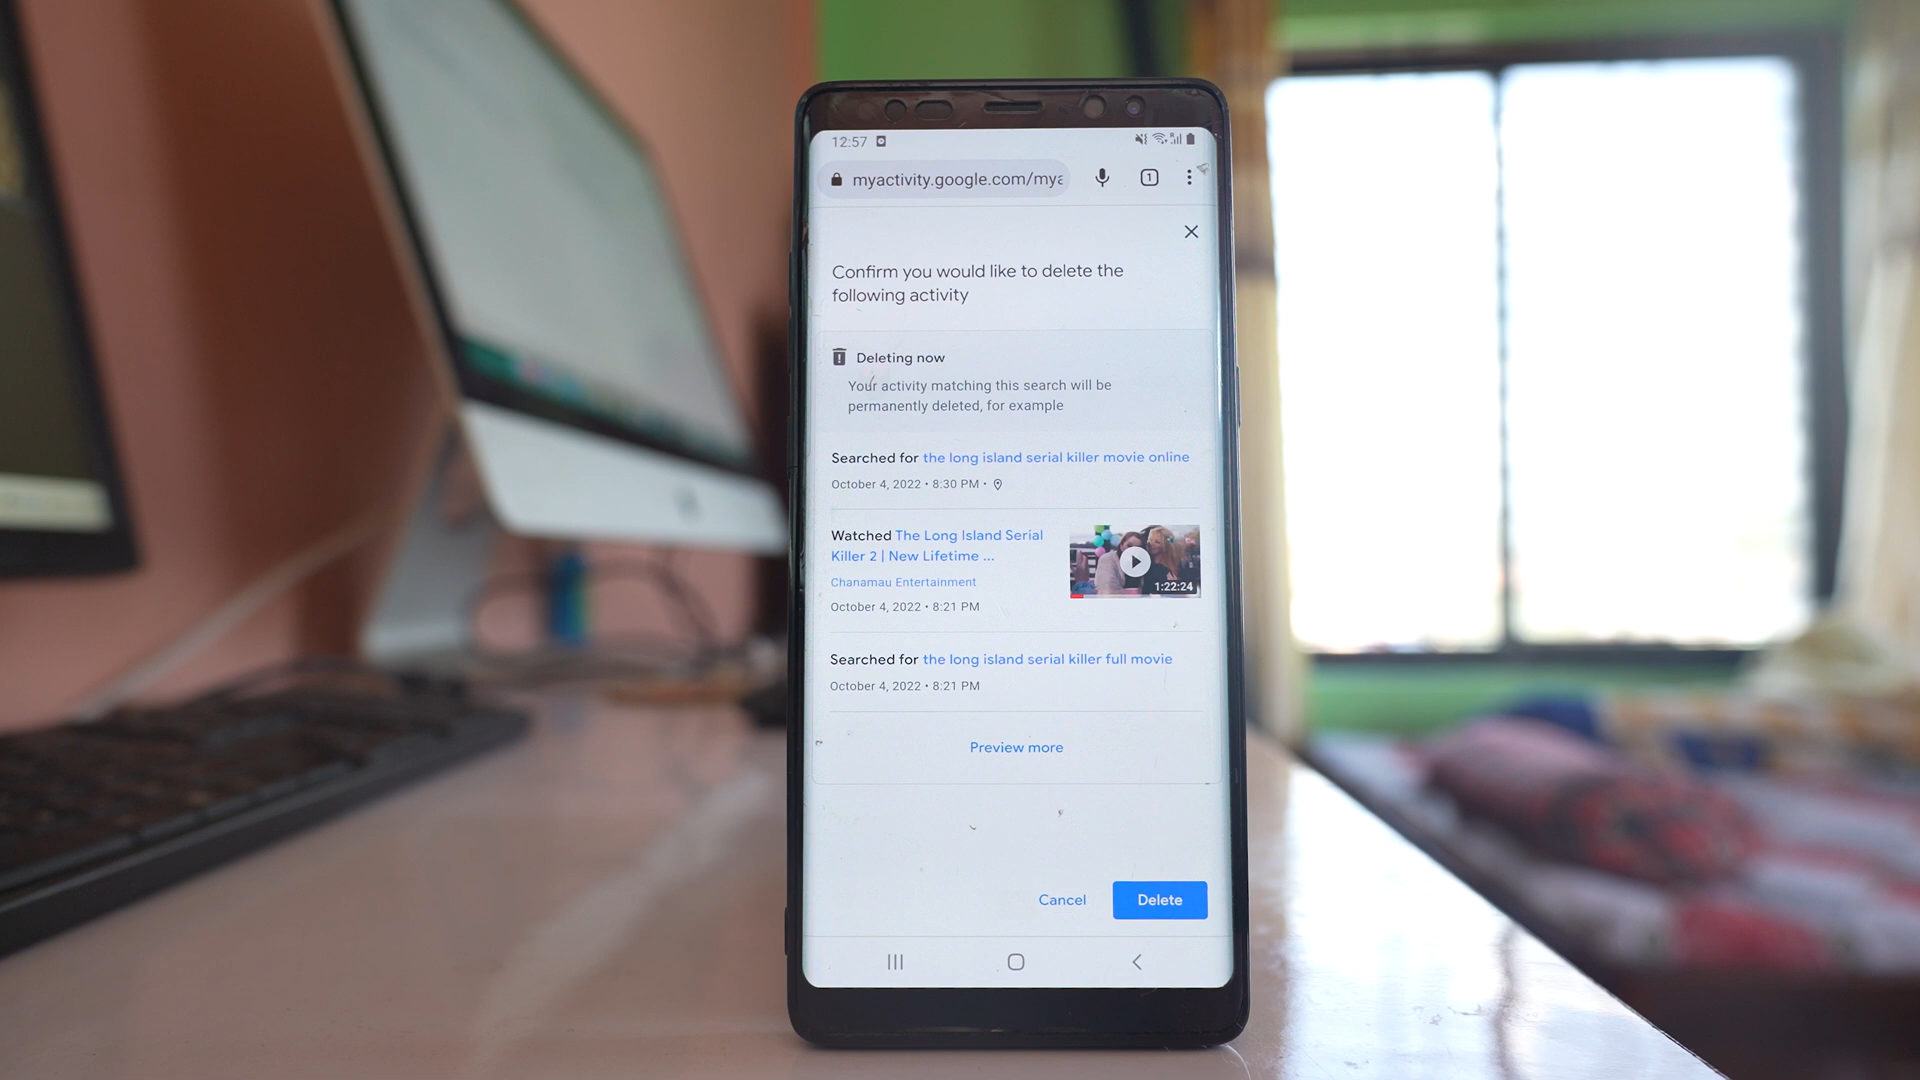 12:57
myactivity.google.com/mya
1
Confirm you would like to delete the
following activity
Deleting now
Your activity matching this search will be
permanently deleted, for example
Searched for the long island serial killer movie online
October 4, 2022 • 8:30 PM •
Watched The Long Island Serial
Killer 2 | New Lifetime ...
1:22:24
Chanamau Entertainment
October 4, 2022 • 8:21 PM
Searched for the long island serial killer full movie
October 4, 2022 • 8:21 PM
Preview more
Cancel
Delete